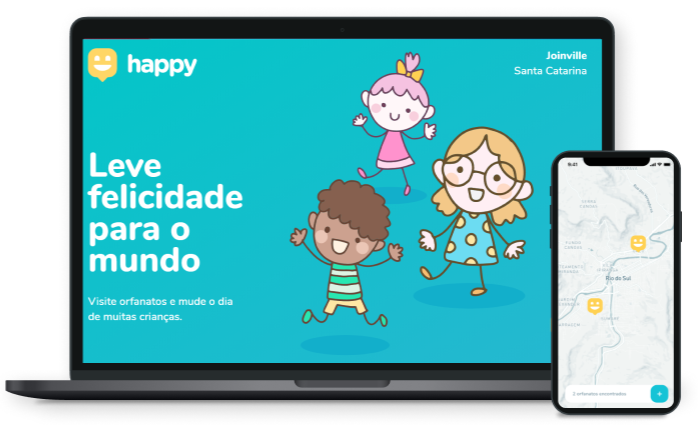 happy
Joinville
Santa Catarina
Leve
felicidade
para o
mundo
Visite orfanatos e mude o dia
de muitas crianças.
9:41
Rio do Sul
2 orfanatos encontrados